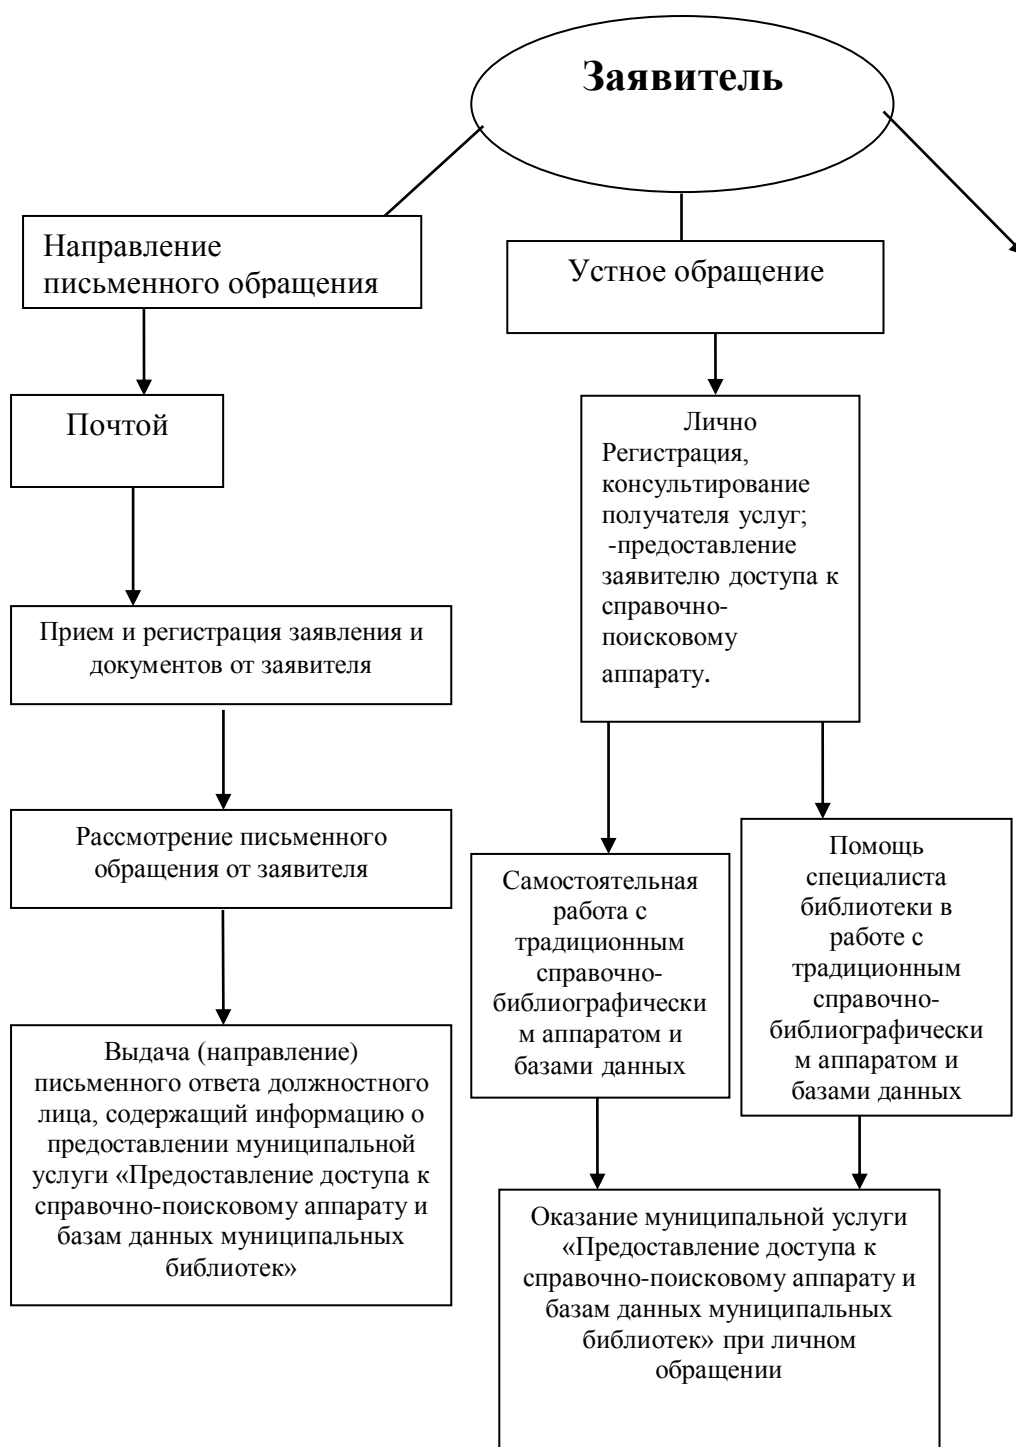 Заявитель
Направление
письменного обращения
Почтой
Прием и регистрация заявления и
документов от заявителя
Рассмотрение письменного
обращения от заявителя
Выдача (направление)
письменного ответа должностного
лица, содержащий информацию о
предоставлении муниципальной
услуги «Предоставление доступа к
справочно-поисковому аппарату и
базам данных муниципальных
библиотек»
Устное обращение
Лично
Регистрация,
консультирование
получателя услуг;
-предоставление
заявителю доступа к
справочно-
поисковому
аппарату.
Самостоятельная
работа с
традиционным
справочно-
библиографически
м аппаратом и
базами данных
Помощь
специалиста
библиотеки в
работе с
традиционным
справочно-
библиографически
м аппаратом и
базами данных
Оказание муниципальной услуги
«Предоставление доступа к
справочно-поисковому аппарату и
базам данных муниципальных
библиотек» при личном
обращении